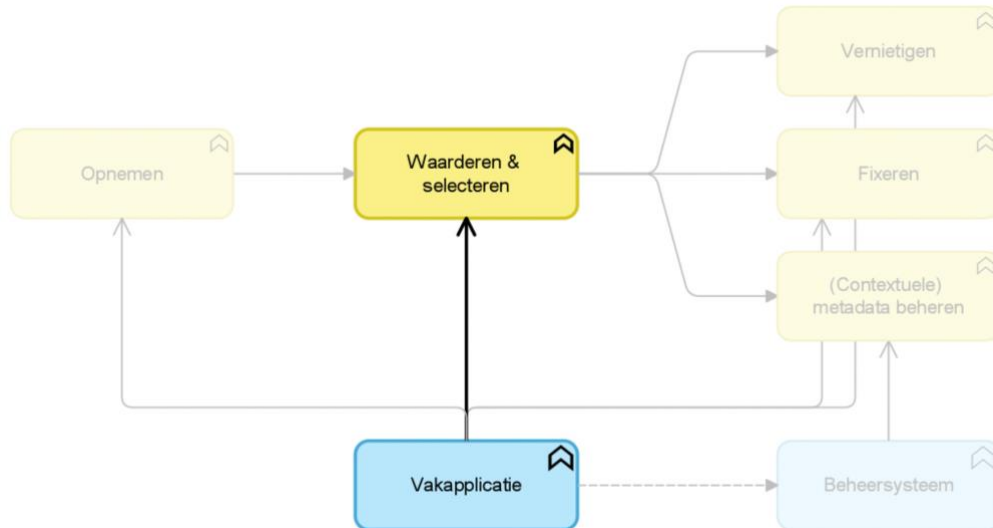 Vernietigen
Opnemen
Waarderen &
selecteren
Fixeren
(Contextuele)
metadata beheren
Vakapplicatie
Beheersysteem